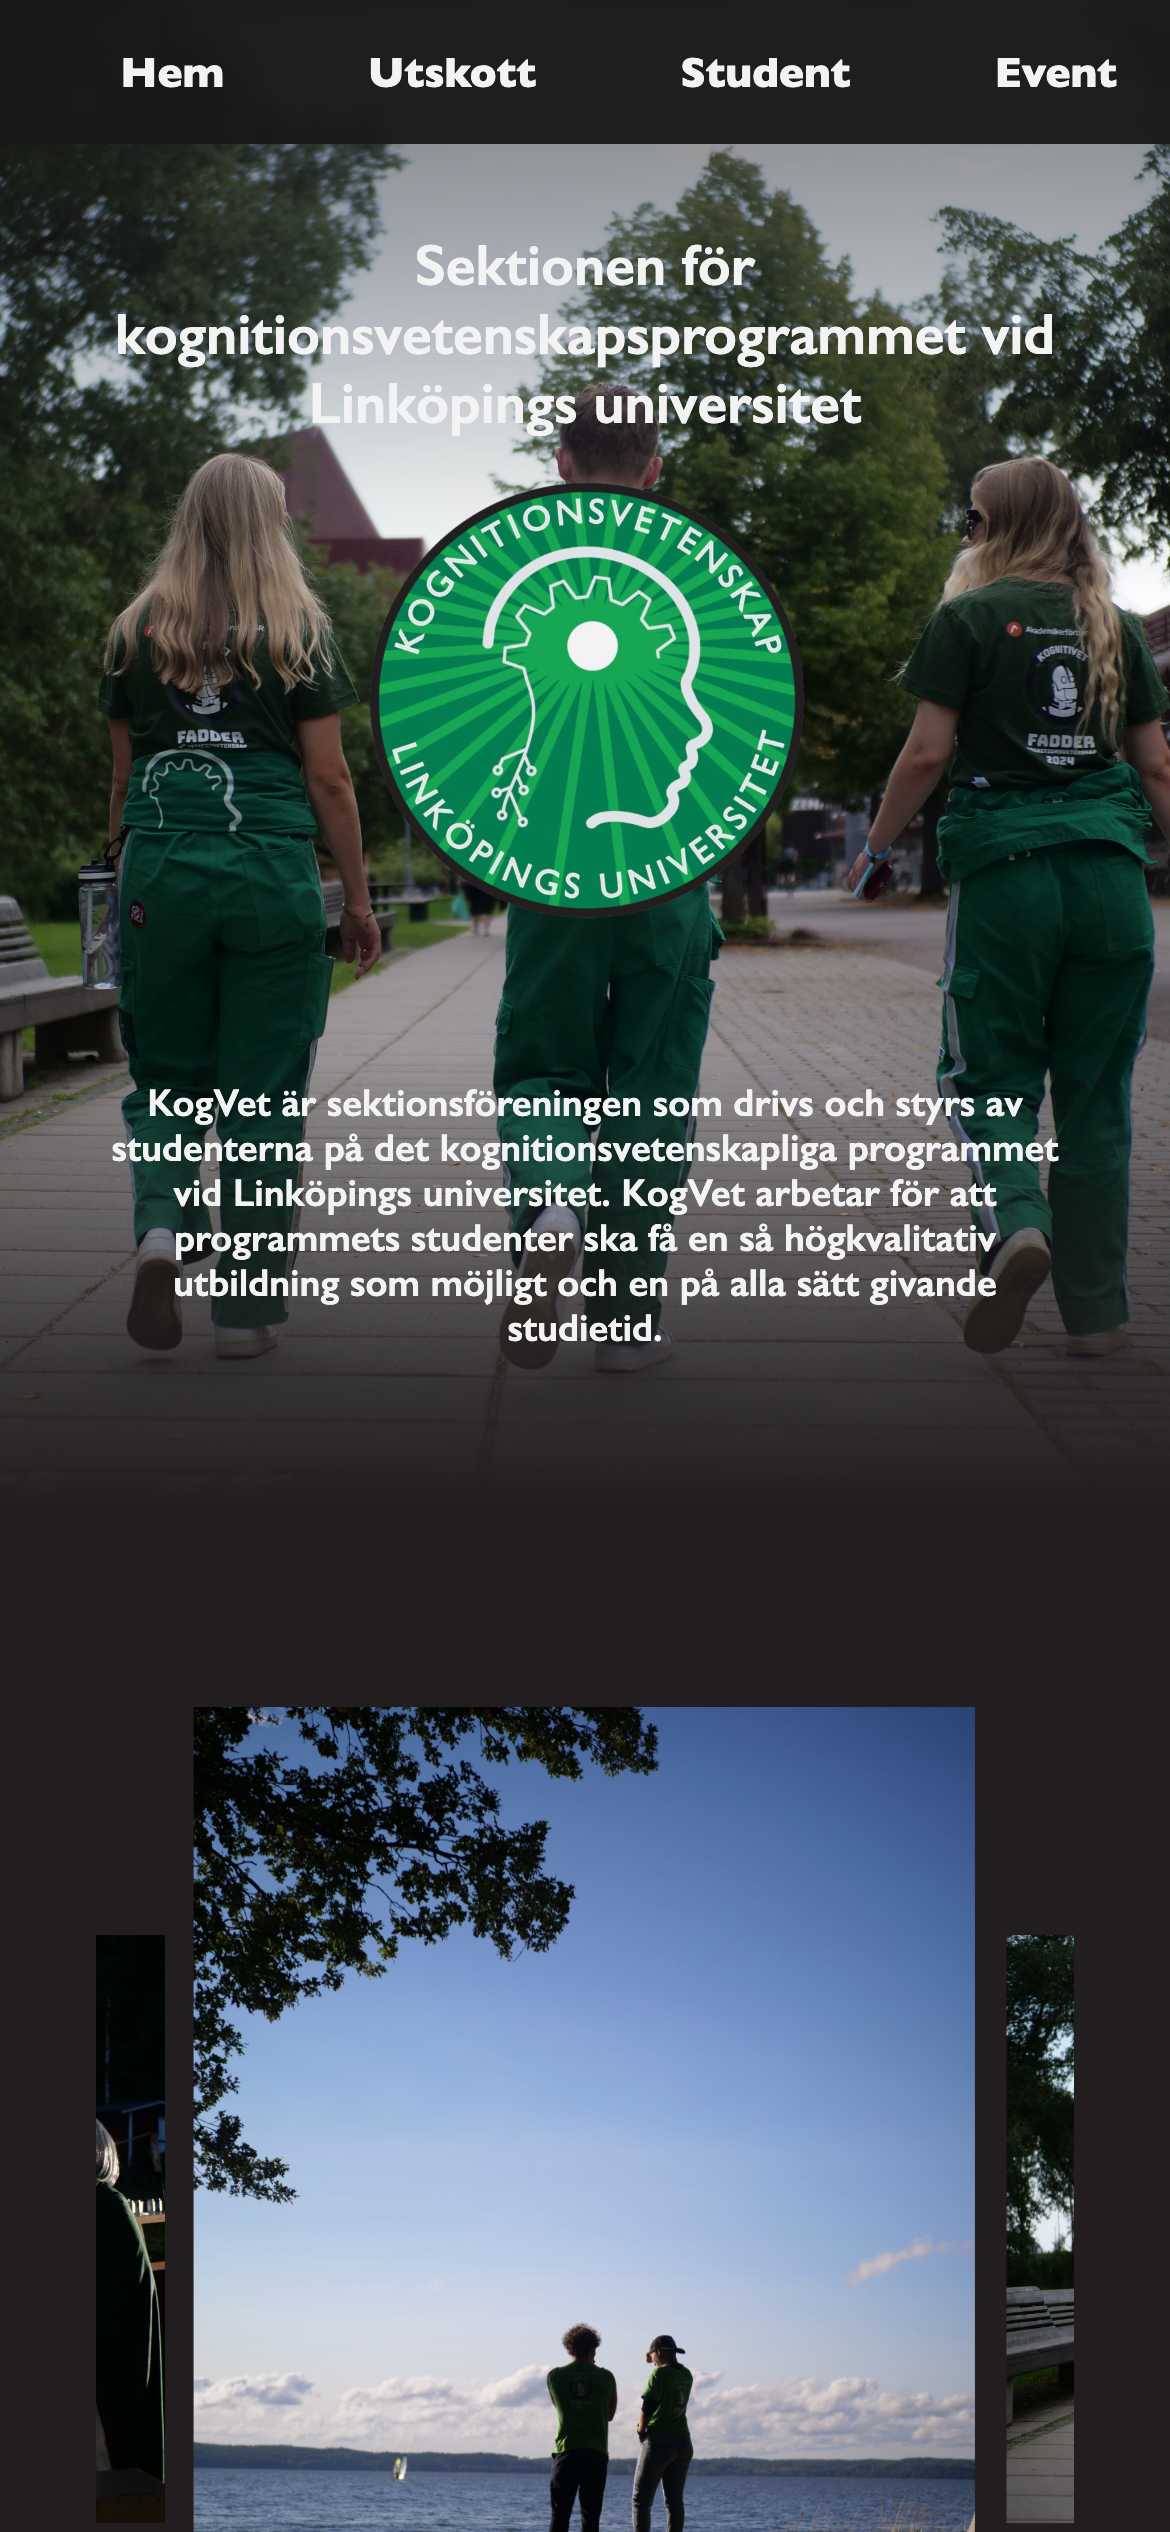 Hem Utskott Student Event
Sektionen för
kognitionsvetenskapsprogrammet vid
Linköpings universitet
KOGNITIONSVETENSKAP
LINKÖPINGS UNIVERSITET
FADDER
KOGNITIVET
FADDER
2024
KogVet är sektionsföreningen som drivs och styrs av
studenterna på det kognitionsvetenskapliga programmet
vid Linköpings universitet. KogVet arbetar för att
programmets studenter ska få en så högkvalitativ
utbildning som möjligt och en på alla sätt givande
studietid.